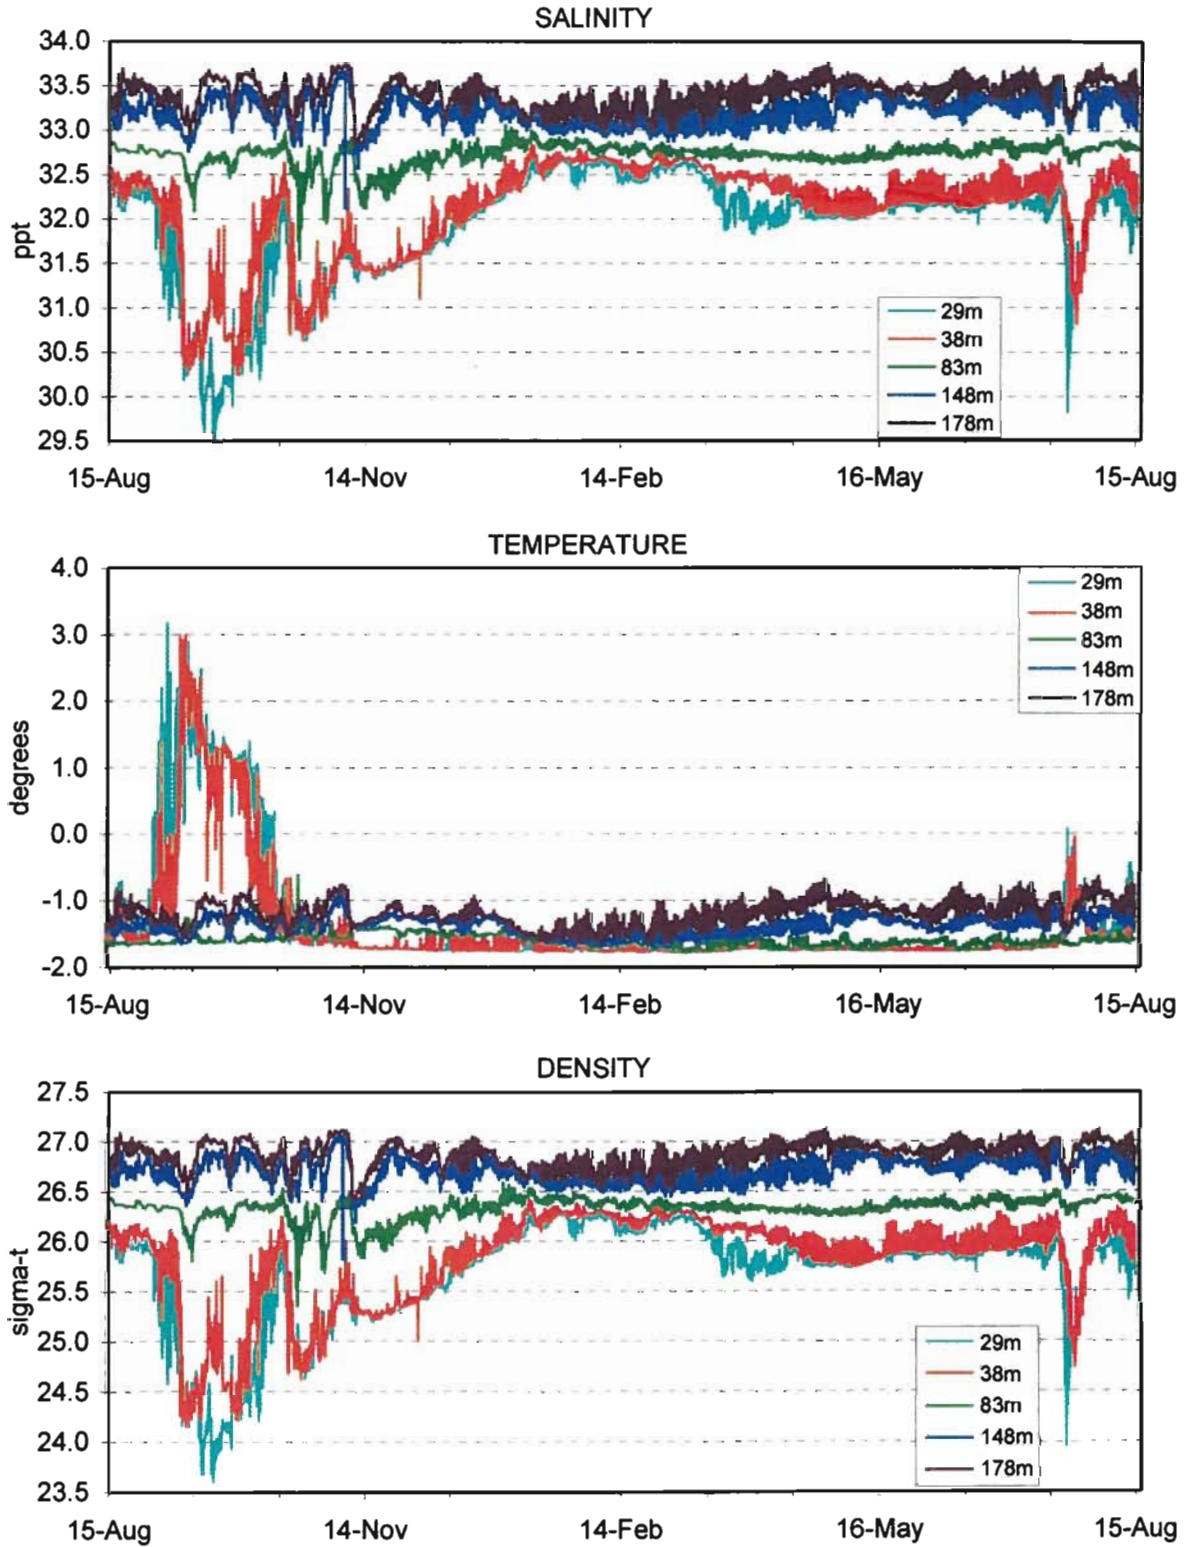 SALINITY
34.0
33.5
33.0
32.5
32.0
31.5
31.0
30.5
30.0
29.5
ppt
29m
38m
83m
148m
178m
15-Aug 14-Nov 14-Feb 16-May 15-Aug
TEMPERATURE
4.0
3.0
2.0
1.0
0.0
-1.0
-2.0
degrees
29m
38m
83m
148m
178m
15-Aug 14-Nov 14-Feb 16-May 15-Aug
DENSITY
27.5
27.0
26.5
26.0
25.5
25.0
24.5
24.0
23.5
sigma-t
29m
38m
83m
148m
178m
15-Aug 14-Nov 14-Feb 16-May 15-Aug